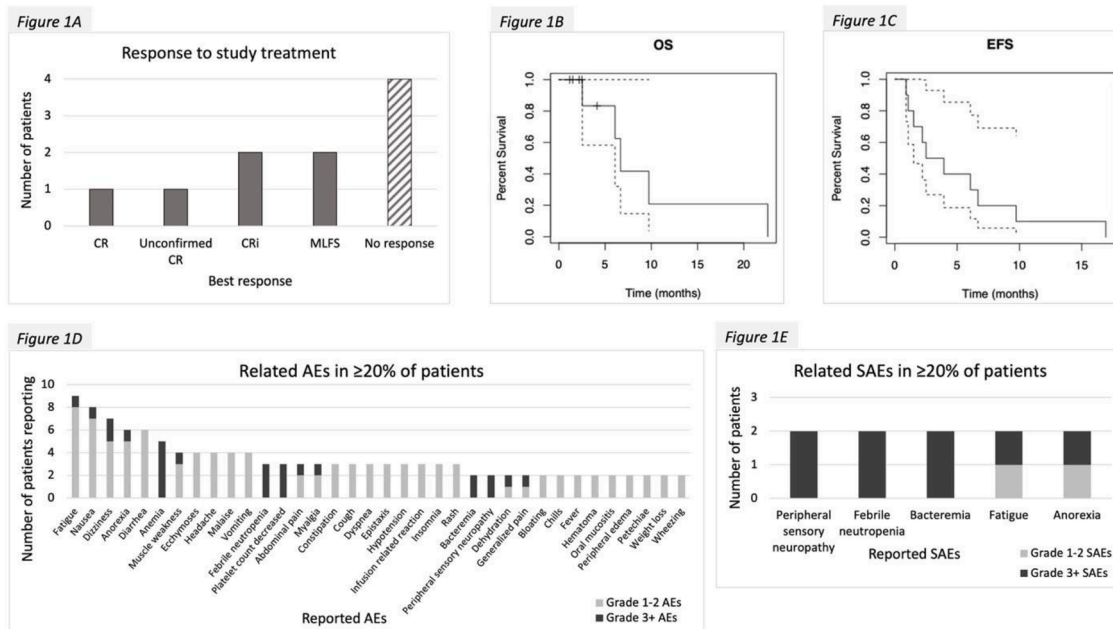 Figure 1A
Response to study treatment
Number of patients
4
3
2
1
0
CR
Unconfirmed
CR
CRi
MLFS
No response
Best response
Figure 1B
OS
Percent Survival
1.0
0.8
0.6
0.4
0.2
0.0
0 5 10 15 20
Time (months)
Figure 1C
EFS
Percent Survival
1.0
0.8
0.6
0.4
0.2
0.0
0 5 10 15
Time (months)
Figure 1D
Related AEs in ≥20% of patients
Number of patients reporting
10
8
6
4
2
0
Fatigue
Nausea
Dizziness
Anorexia
Diarrhea
Anemia
Muscle weakness
Ecchymoses
Headache
Malaise
Vomiting
Febrile neutropenia
Platelet count decreased
Abdominal pain
Myalgia
Constipation
Cough
Dyspnea
Epistaxis
Hypotension
Infusion related reaction
Insomnia
Rash
Bacteremia
Peripheral sensory neuropathy
Dehydration
Generalized pain
Bloating
Chills
Fever
Hematoma
Oral mucositis
Peripheral edema
Petechiae
Weight loss
Wheezing
Reported AEs
Grade 1-2 AEs
Grade 3+ AEs
Figure 1E
Related SAEs in ≥20% of patients
Number of patients
3
2
1
0
Peripheral
sensory
neuropathy
Febrile
neutropenia
Bacteremia
Fatigue
Anorexia
Reported SAEs
Grade 1-2 SAEs
Grade 3+ SAEs